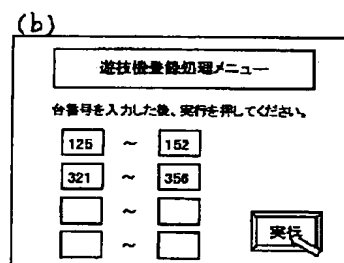 (b)
遊技機登録処理メニュー
台番号を入力した後、実行を押してください。
125 ～ 152
321 ～ 356
～
～
実行